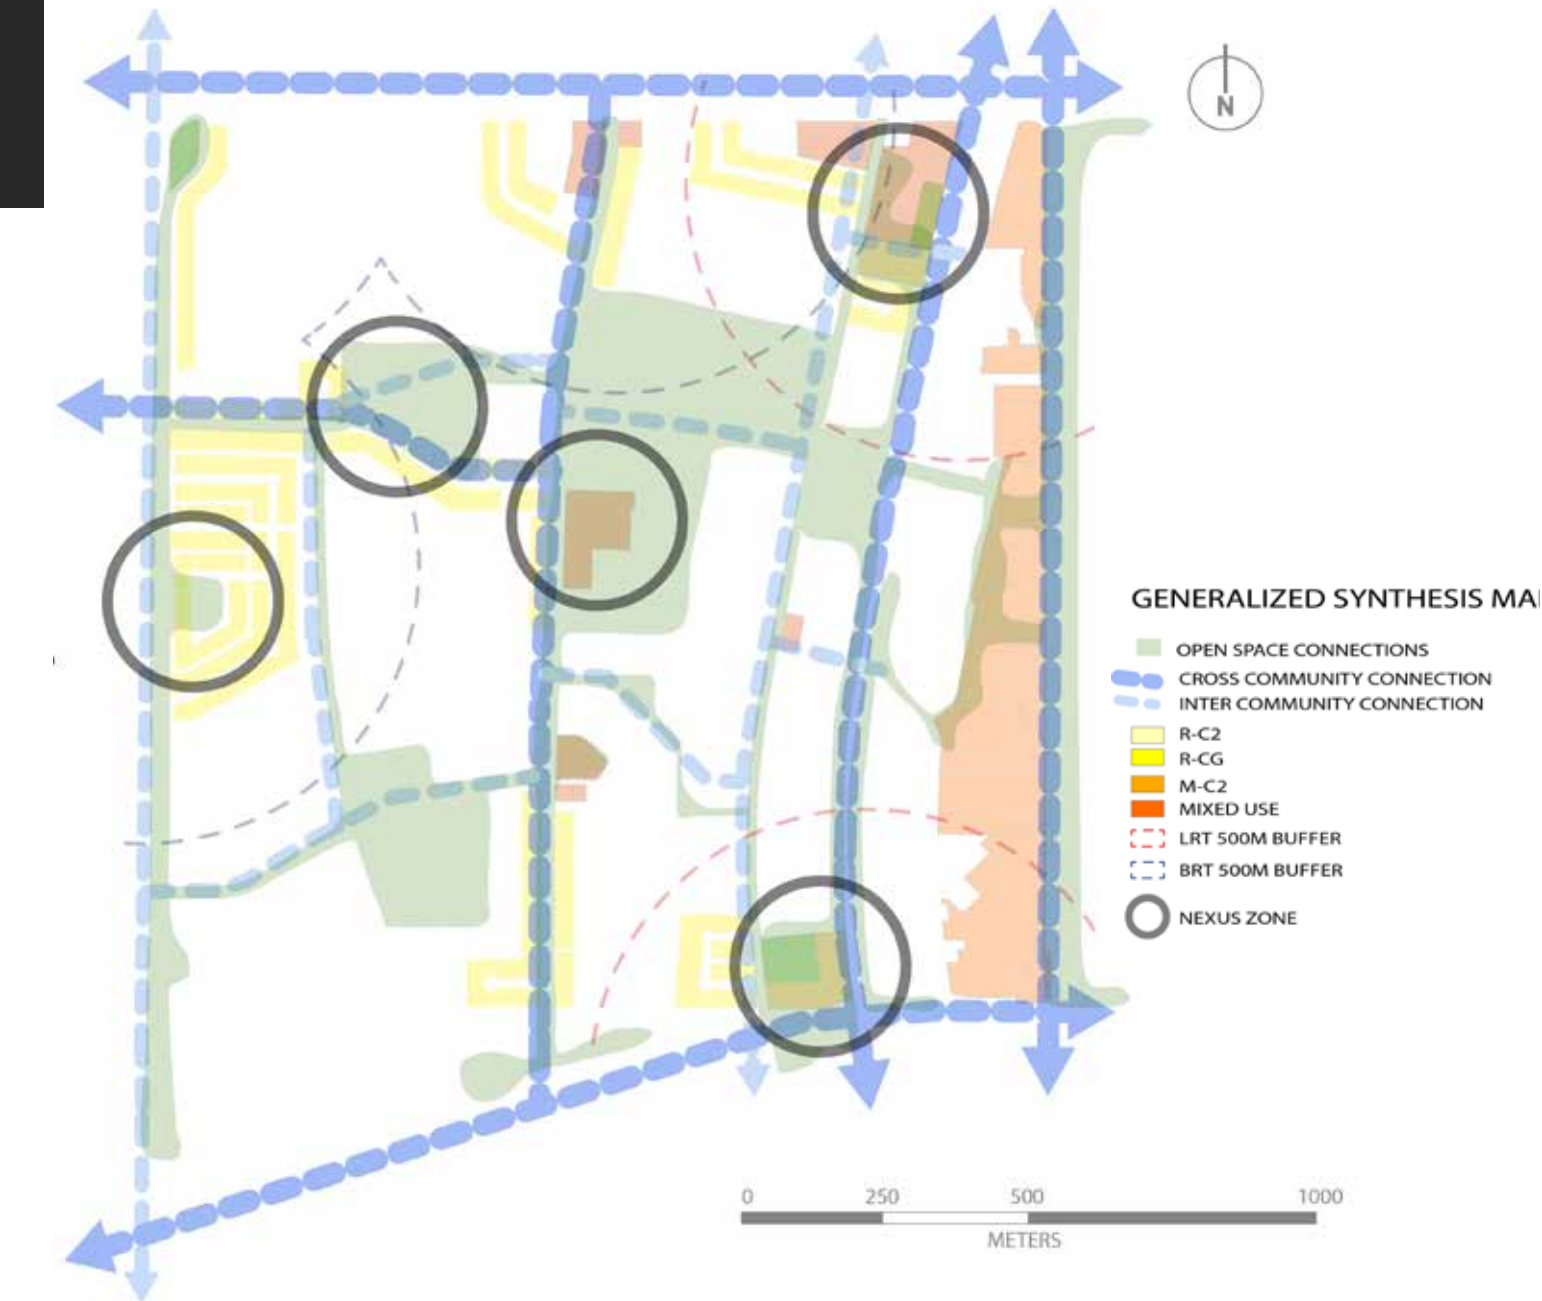 N
GENERALIZED SYNTHESIS MA
OPEN SPACE CONNECTIONS
CROSS COMMUNITY CONNECTION
INTER COMMUNITY CONNECTION
R-C2
R-CG
M-C2
MIXED USE
LRT 500M BUFFER
BRT 500M BUFFER
NEXUS ZONE
0 250 500 1000
METERS